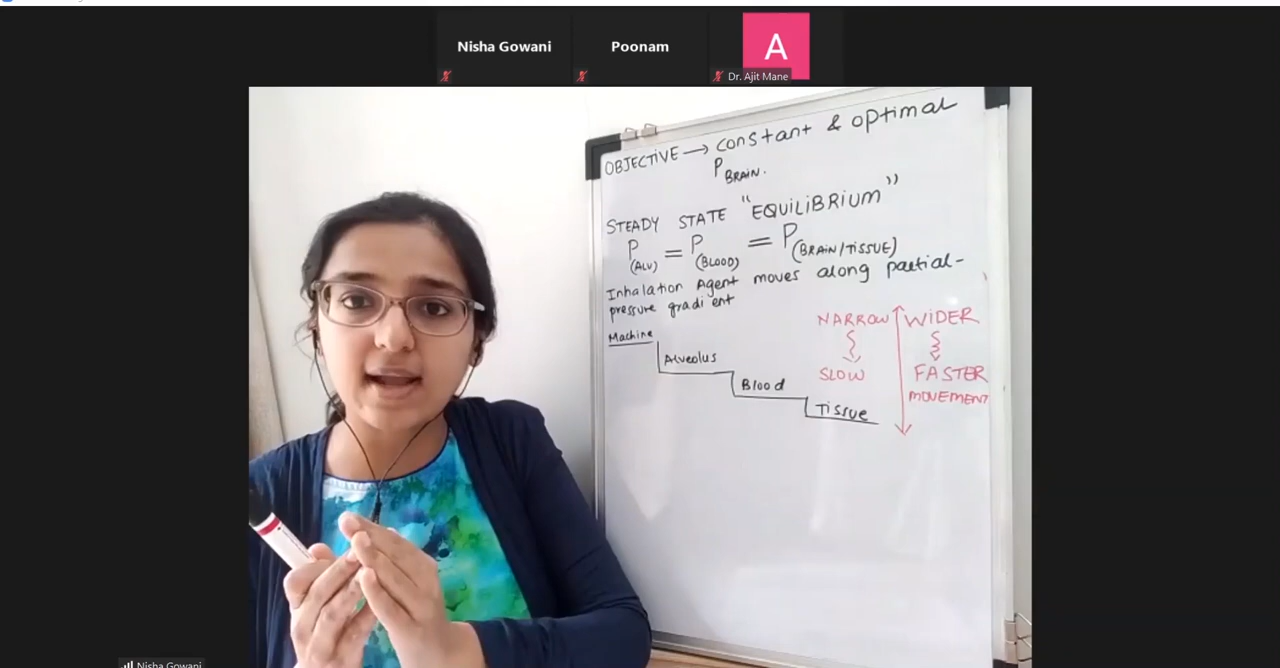 Nisha Gowani
Poonam
A
Dr. Ajit Mane
OBJECTIVE → constant & optimal
P BRAIN.
STEADY STATE "EQUILIBRIUM"
P (ALV) = P (BLOOD) = P (BRAIN/TISSUE)
Inhalation Agent moves along partial-
pressure gradient
Machine
Alveolus
Blood
Tissue
NARROW
SLOW
WIDER
FASTER
MOVEMENT
Nisha Gowani